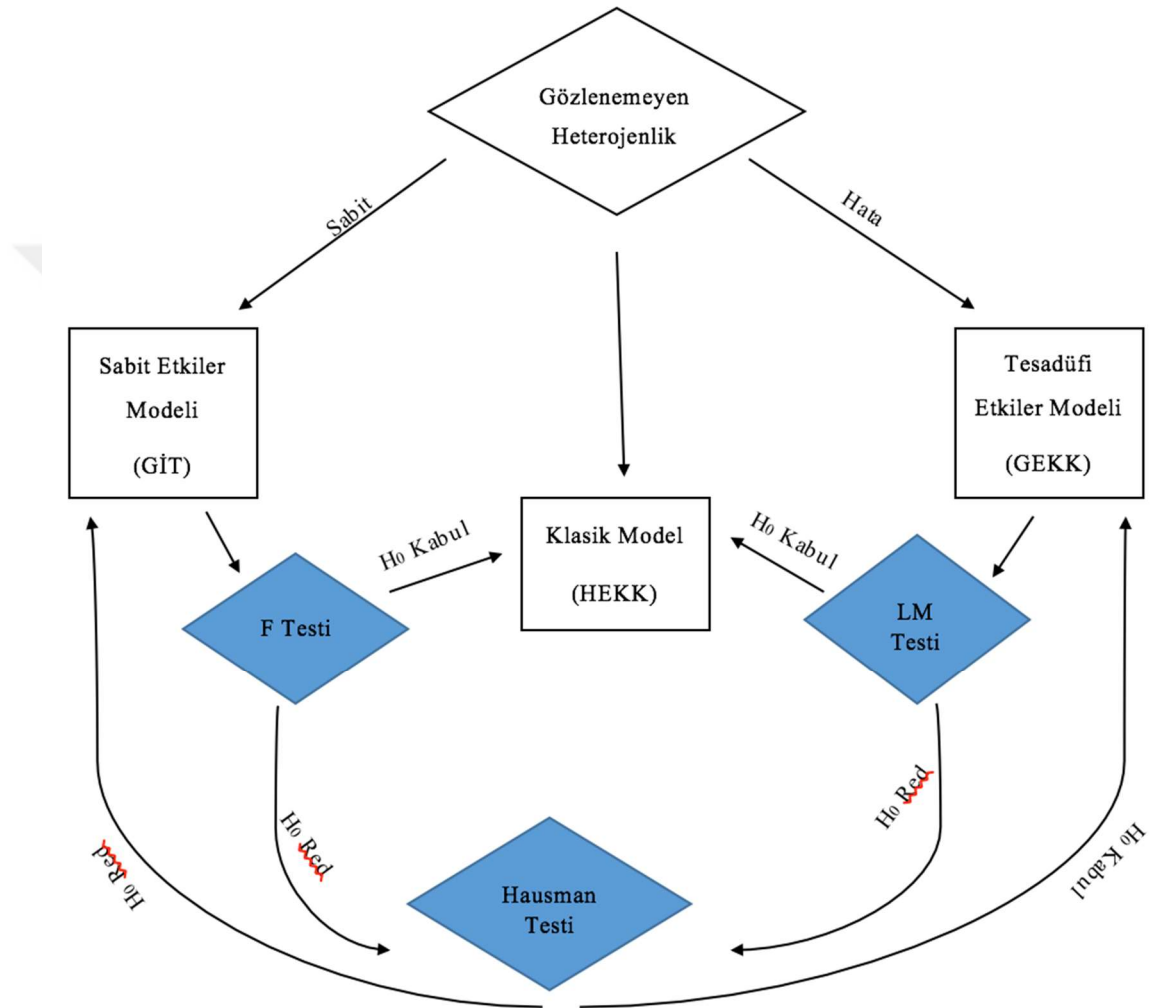 Gözlenemeyen
Heterojenlik
Sabit
Hata
Sabit Etkiler
Modeli
(GİT)
Tesadüfi
Etkiler Modeli
(GEKK)
H0 Kabul
Klasik Model
(HEKK)
H0 Kabul
F Testi
LM
Testi
H0 Red
H0 Red
H0 Red
H0 Kabul
Hausman
Testi